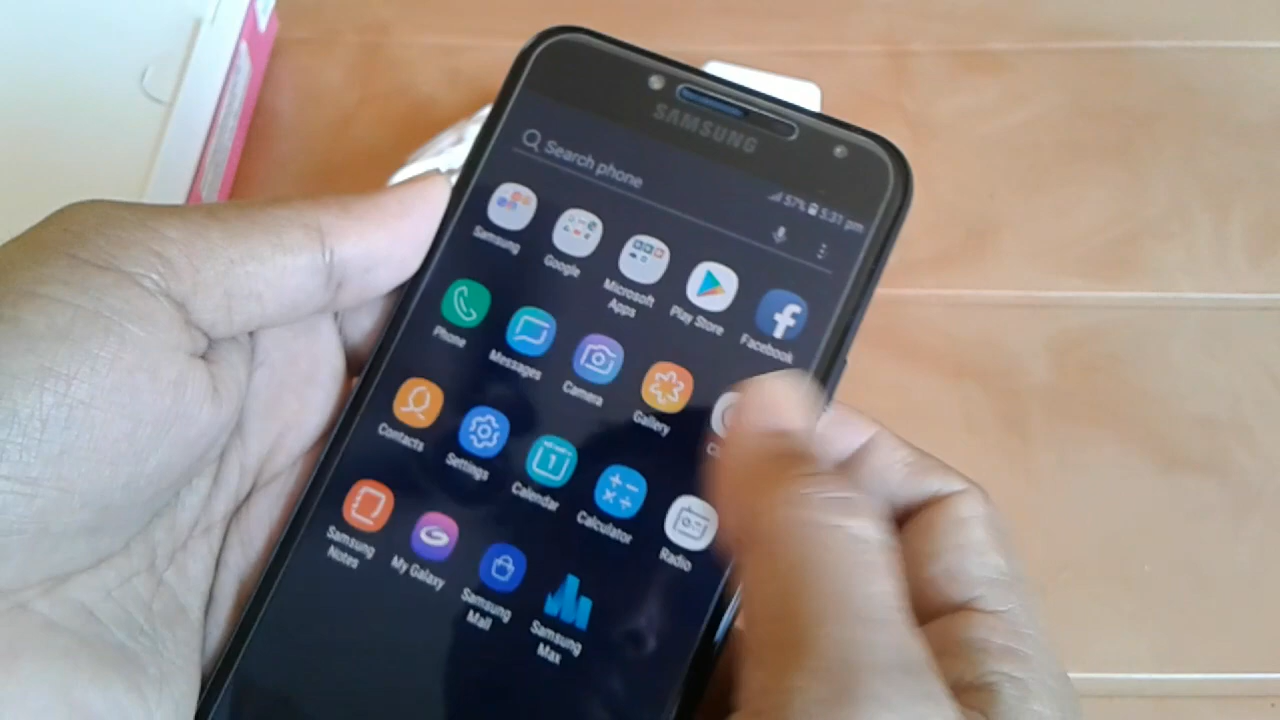 SAMSUNG
57% 5:31 pm
Search phone
Samsung
Google
Microsoft
Apps
Play Store
Facebook
Phone
Messages
Camera
Gallery
Contacts
Settings
1
Calendar
Calculator
Radio
Samsung
Notes
My Galaxy
Samsung
Mall
Samsung
Max